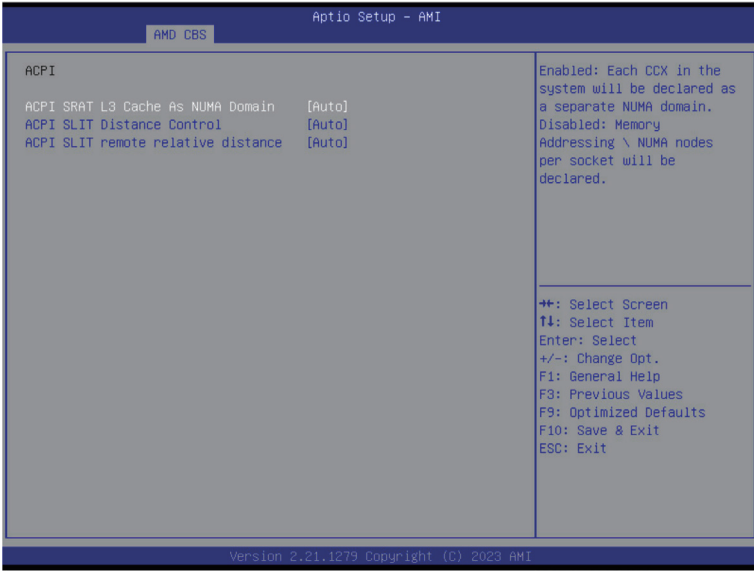 Aptio Setup – AMI
AMD CBS
ACPI
ACPI SRAT L3 Cache As NUMA Domain [Auto]
ACPI SLIT Distance Control [Auto]
ACPI SLIT remote relative distance [Auto]
Enabled: Each CCX in the
system will be declared as
a separate NUMA domain.
Disabled: Memory
Addressing \ NUMA nodes
per socket will be
declared.
→←: Select Screen
↑↓: Select Item
Enter: Select
+/-: Change Opt.
F1: General Help
F3: Previous Values
F9: Optimized Defaults
F10: Save & Exit
ESC: Exit
Version 2.21.1279 Copyright (C) 2023 AMI